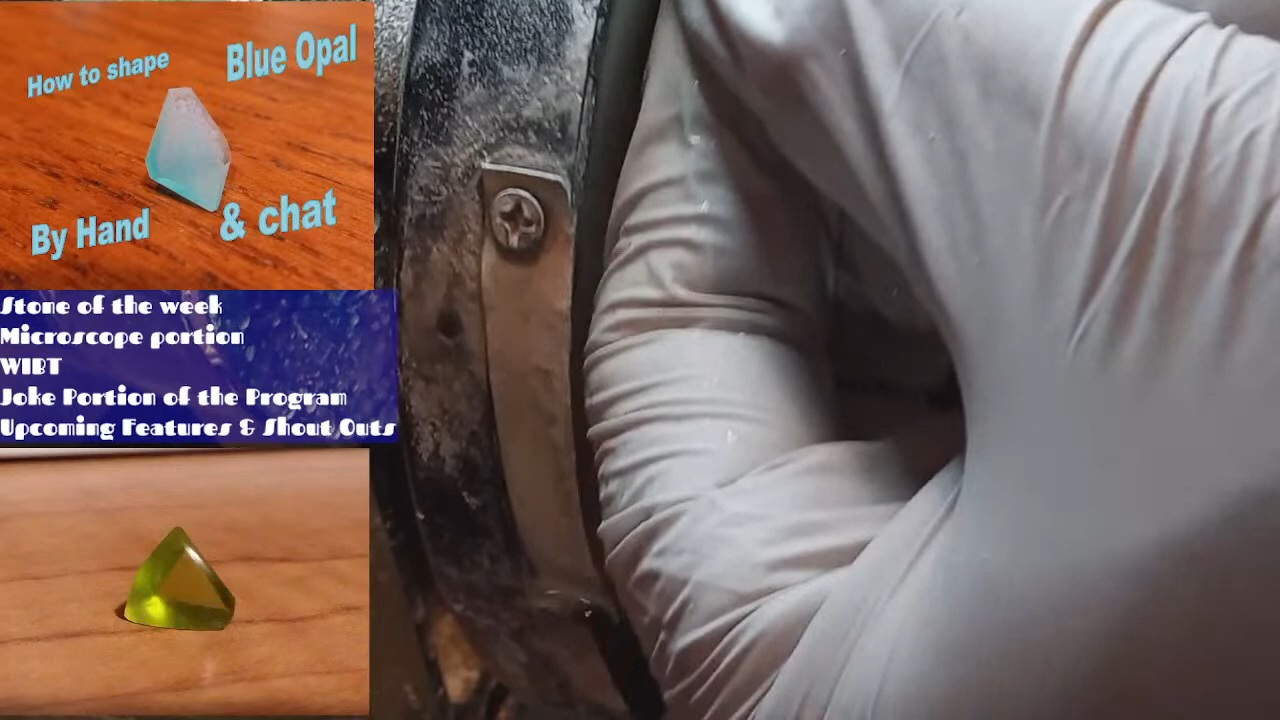 How to shape
Blue Opal
By Hand
& chat
Stone of the week
Microscope portion
WIBT
Joke Portion of the Program
Upcoming Features & Shout Outs